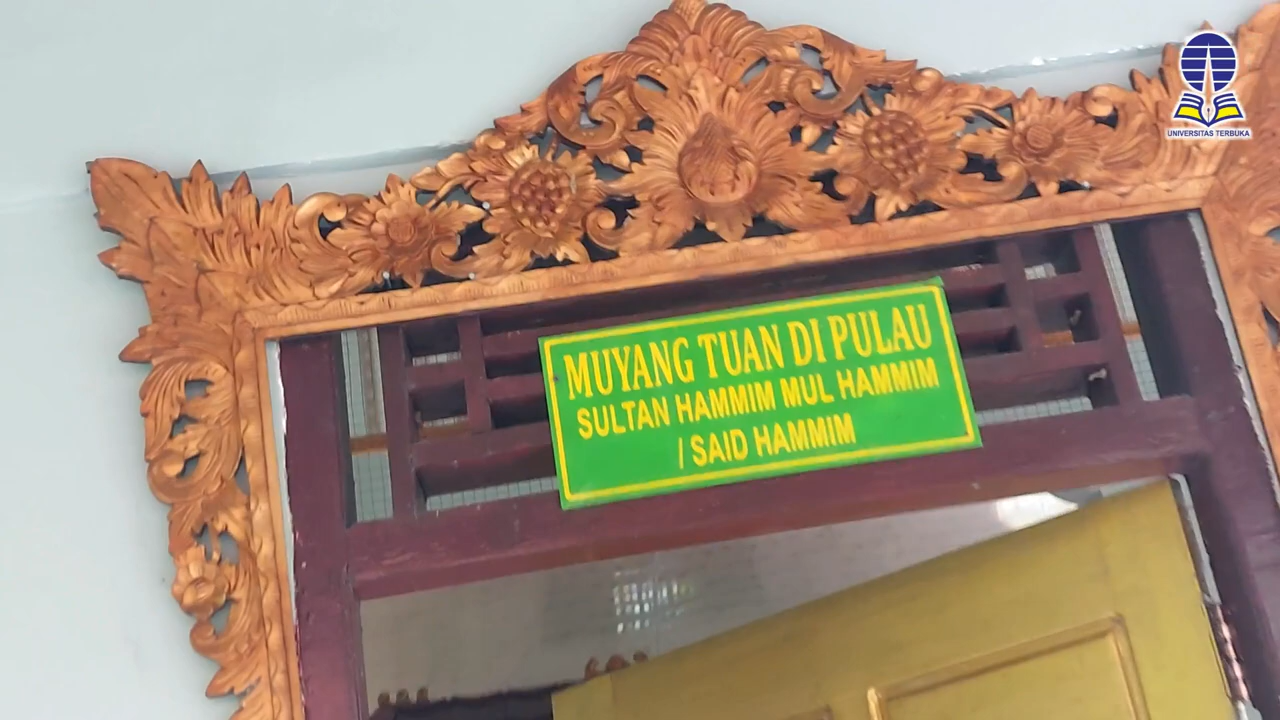 UNIVERSITAS TERBUKA
MUYANG TUAN DI PULAU
SULTAN HAMMIM MUL HAMMIM
/ SAID HAMMIM